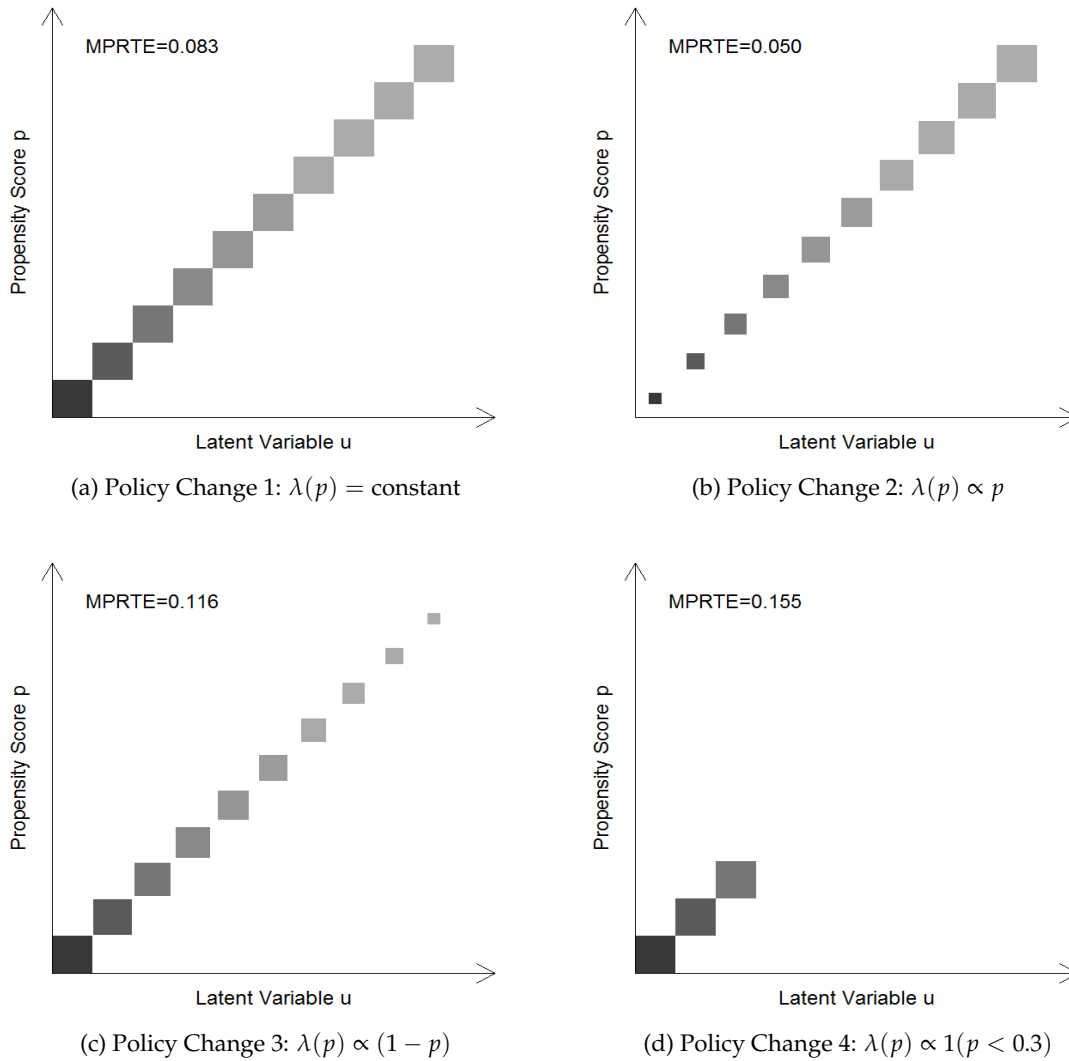 MPRTE=0.083
Propensity Score p
Latent Variable u
(a) Policy Change 1: λ(p) = constant
MPRTE=0.050
Propensity Score p
Latent Variable u
(b) Policy Change 2: λ(p) ∝ p
MPRTE=0.116
Propensity Score p
Latent Variable u
(c) Policy Change 3: λ(p) ∝ (1 − p)
MPRTE=0.155
Propensity Score p
Latent Variable u
(d) Policy Change 4: λ(p) ∝ 1(p < 0.3)